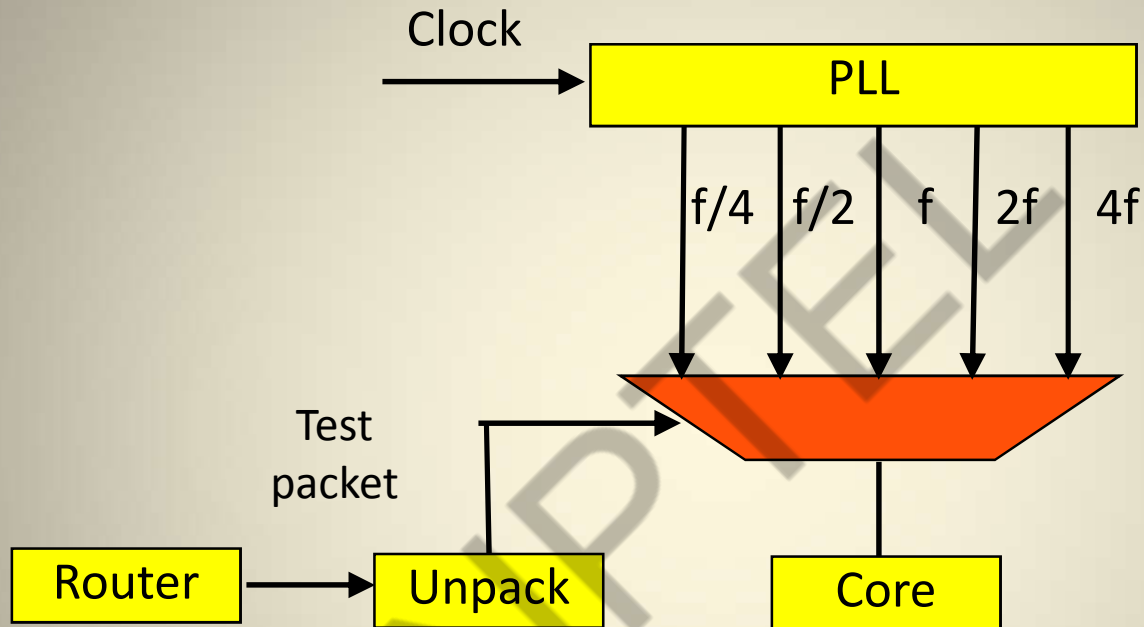 Clock
PLL
f/4
f/2
f
2f
4f
Test
packet
Router
Unpack
Core
NPTEL